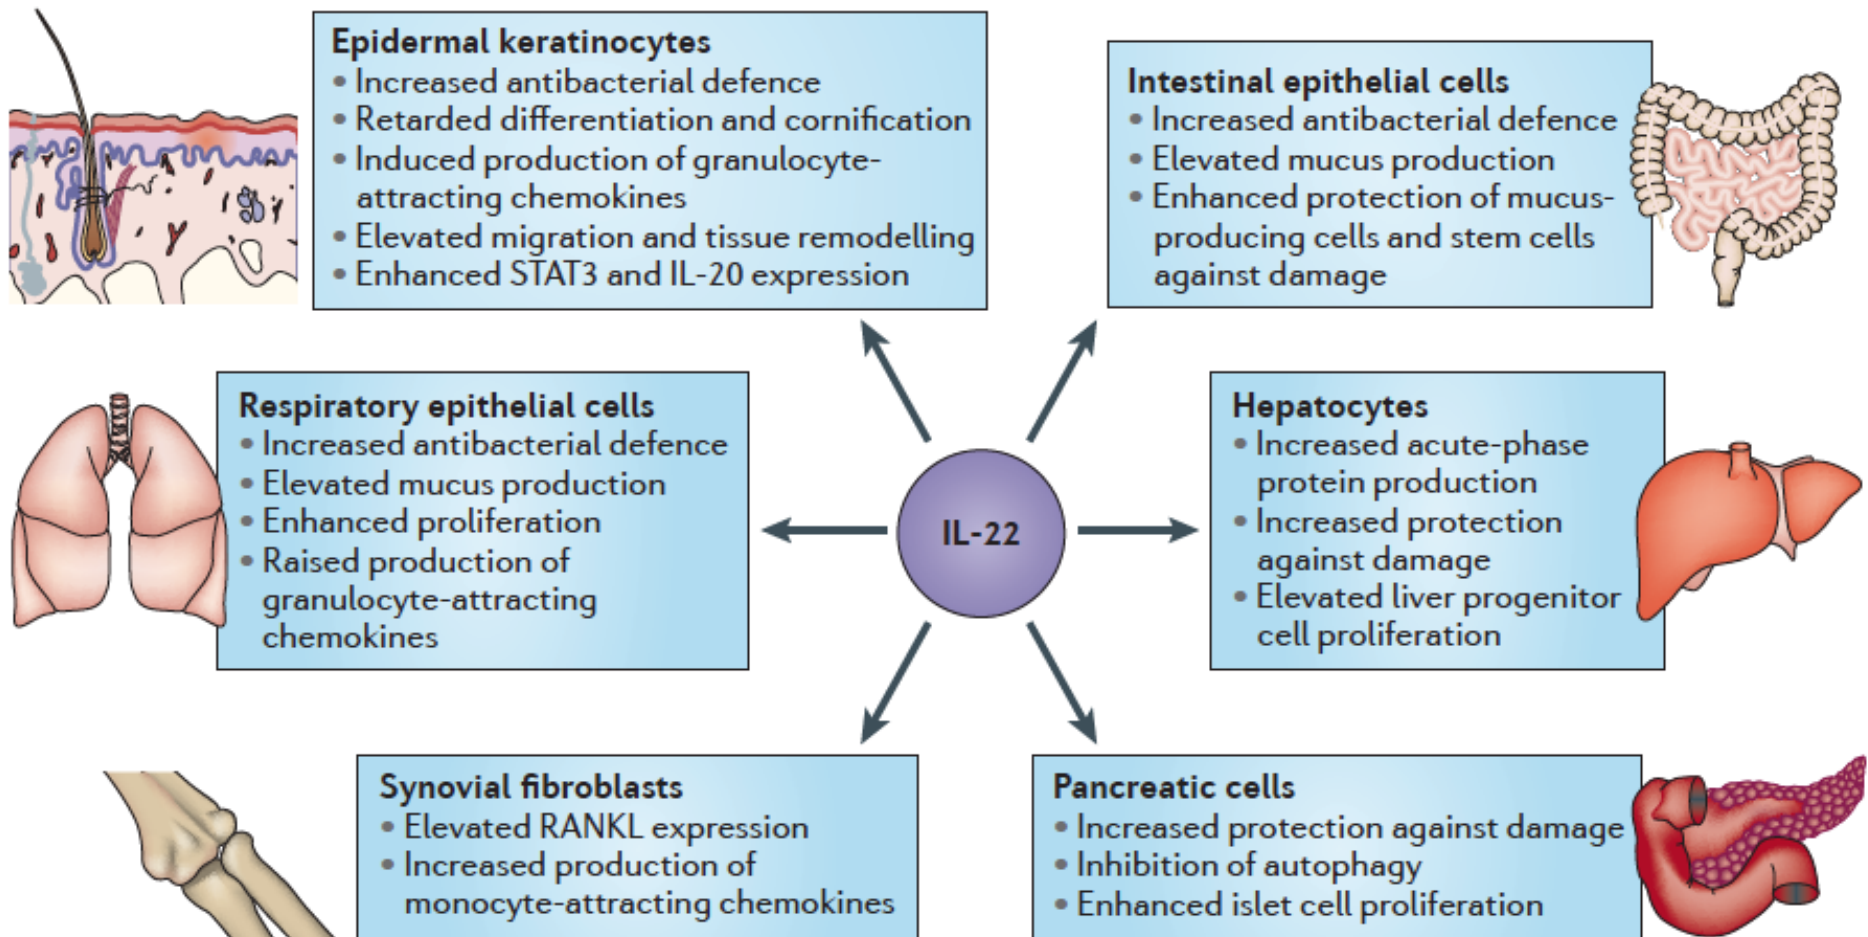 Epidermal keratinocytes
• Increased antibacterial defence
• Retarded differentiation and cornification
• Induced production of granulocyte-
attracting chemokines
• Elevated migration and tissue remodelling
• Enhanced STAT3 and IL-20 expression
Intestinal epithelial cells
• Increased antibacterial defence
• Elevated mucus production
• Enhanced protection of mucus-
producing cells and stem cells
against damage
Respiratory epithelial cells
• Increased antibacterial defence
• Elevated mucus production
• Enhanced proliferation
• Raised production of
granulocyte-attracting
chemokines
IL-22
Hepatocytes
• Increased acute-phase
protein production
• Increased protection
against damage
• Elevated liver progenitor
cell proliferation
Synovial fibroblasts
• Elevated RANKL expression
• Increased production of
monocyte-attracting chemokines
Pancreatic cells
• Increased protection against damage
• Inhibition of autophagy
• Enhanced islet cell proliferation